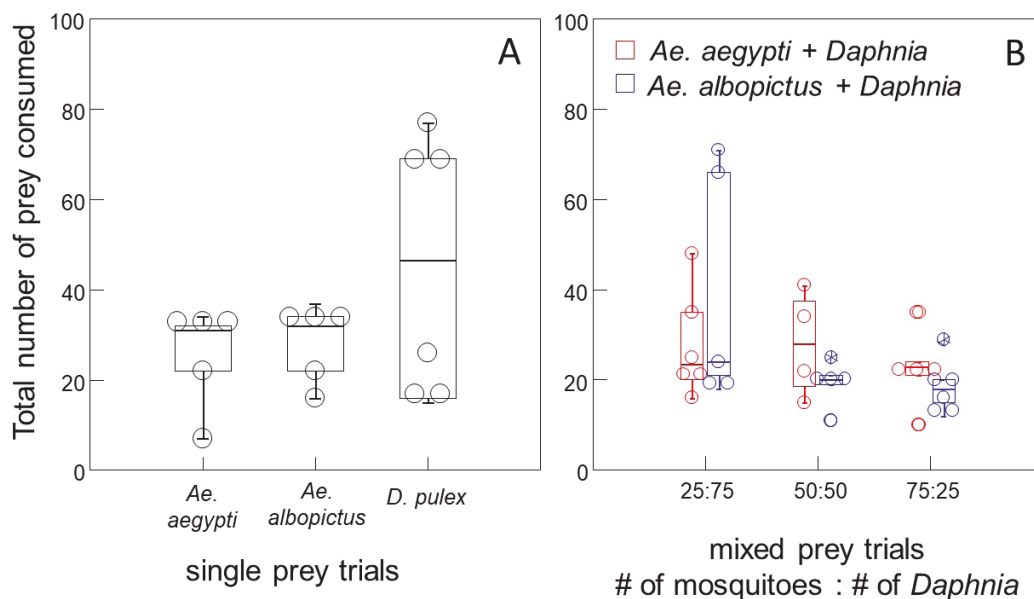 Total number of prey consumed
100
80
60
40
20
0
A
Ae.
aegypti
Ae.
albopictus
D. pulex
single prey trials
100
80
60
40
20
0
B
Ae. aegypti + Daphnia
Ae. albopictus + Daphnia
25:75
50:50
75:25
mixed prey trials
# of mosquitoes : # of Daphnia